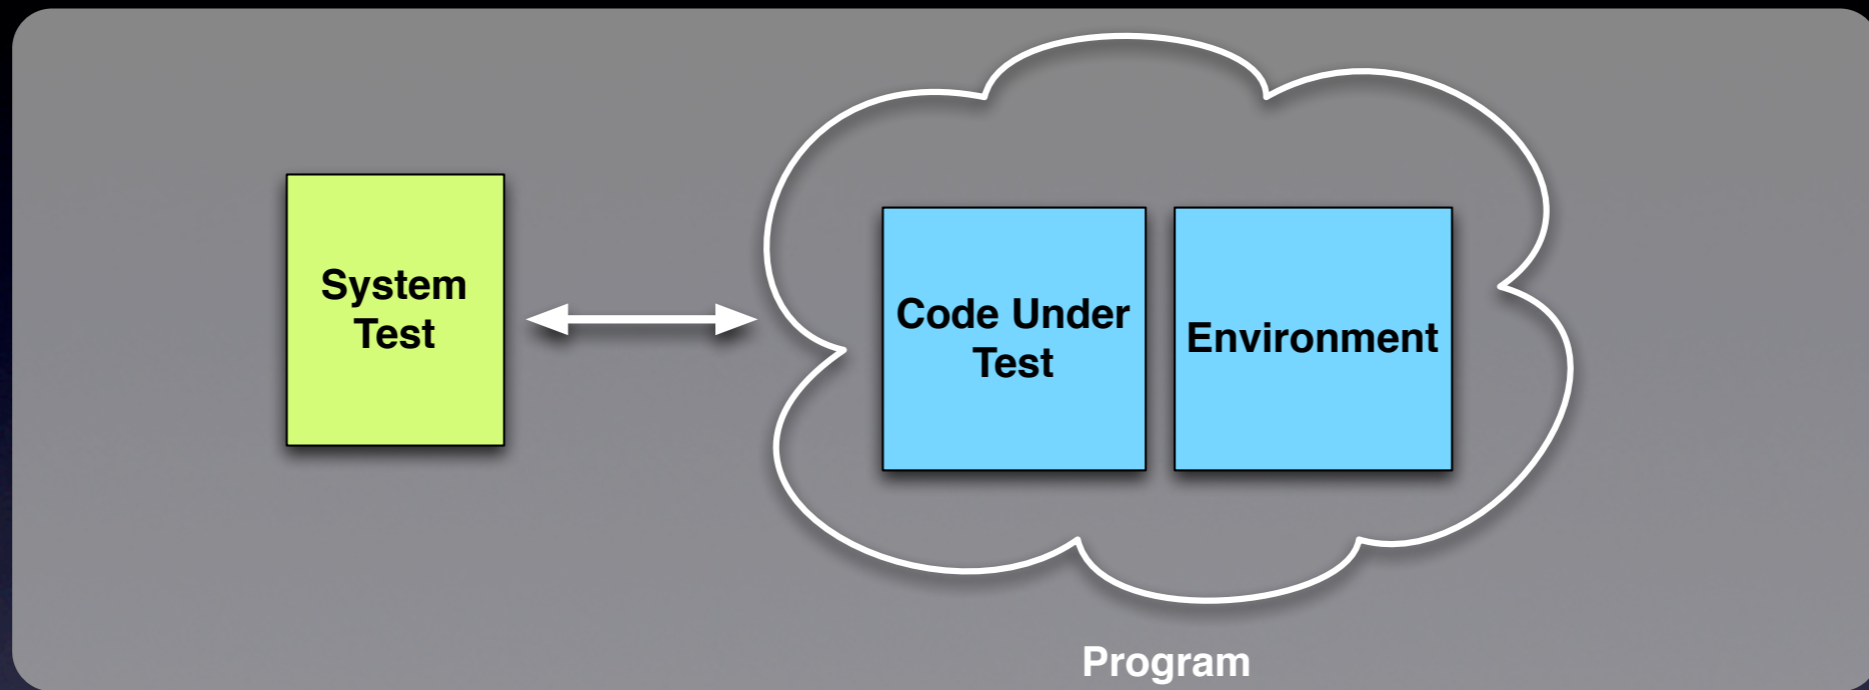 System
Test
Code Under
Test
Environment
Program